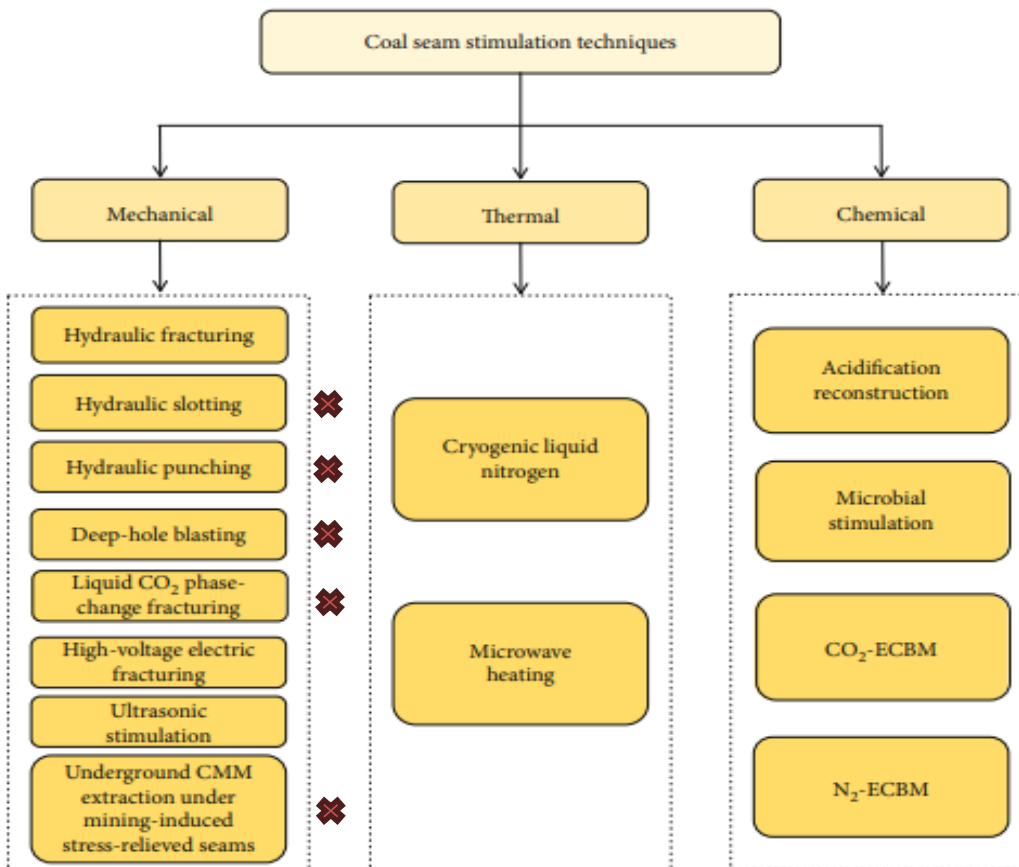 Coal seam stimulation techniques
Mechanical
Thermal
Chemical
Hydraulic fracturing
Hydraulic slotting
Hydraulic punching
Deep-hole blasting
Liquid CO₂ phase-
change fracturing
High-voltage electric
fracturing
Ultrasonic
stimulation
Underground CMM
extraction under
mining-induced
stress-relieved seams
Cryogenic liquid
nitrogen
Microwave
heating
Acidification
reconstruction
Microbial
stimulation
CO₂-ECBM
N₂-ECBM